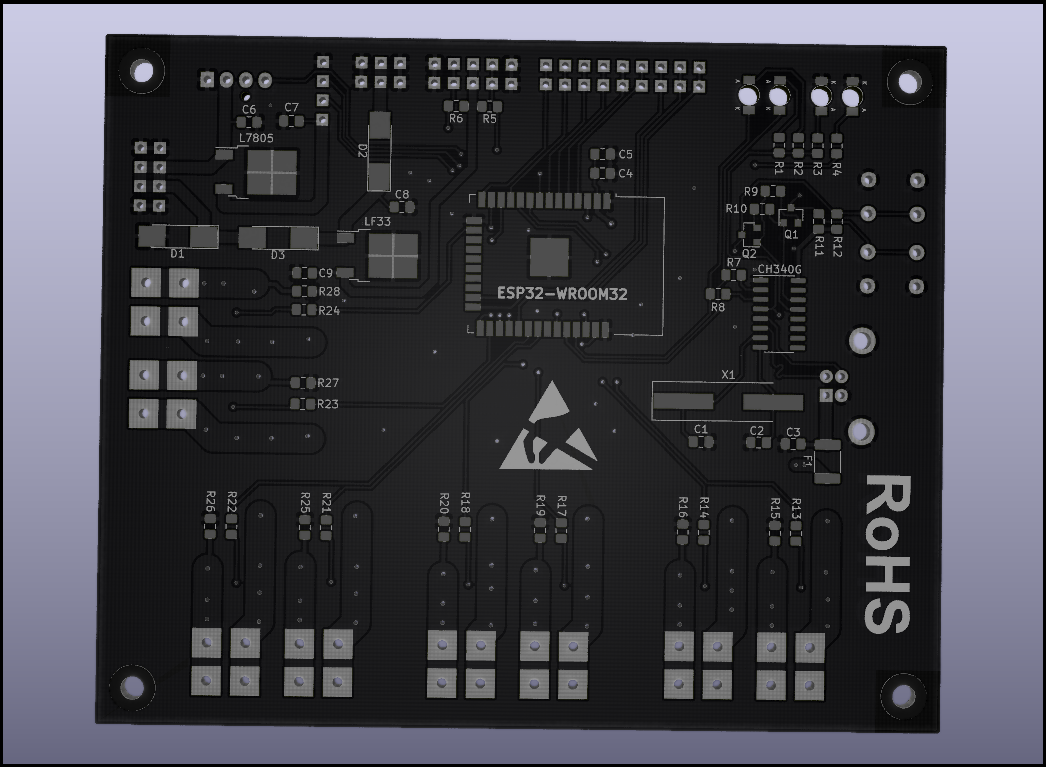 A
A
K
K
K
K
A
A
C6
C7
R6
R5
L7805
D2
C5
C4
R1
R2
R3
R4
C8
R9
R10
LF33
Q1
D1
D3
Q2
R11
R12
R7
CH340G
C9
R28
ESP32-WROOM32
R8
R24
X1
R27
R23
C1
C2
C3
F1
RoHS
R26
R22
R25
R21
R20
R18
R19
R17
R16
R14
R15
R13